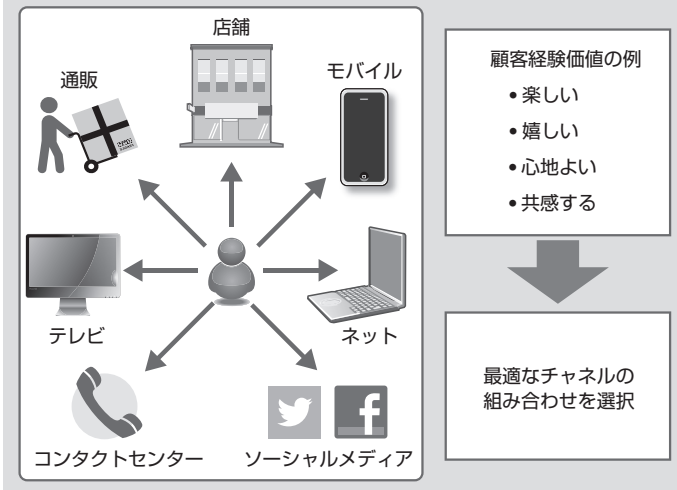 店舗
通販
モバイル
テレビ
ネット
コンタクトセンター
ソーシャルメディア
顧客経験価値の例
•楽しい
•嬉しい
•心地よい
•共感する
最適なチャネルの
組み合わせを選択